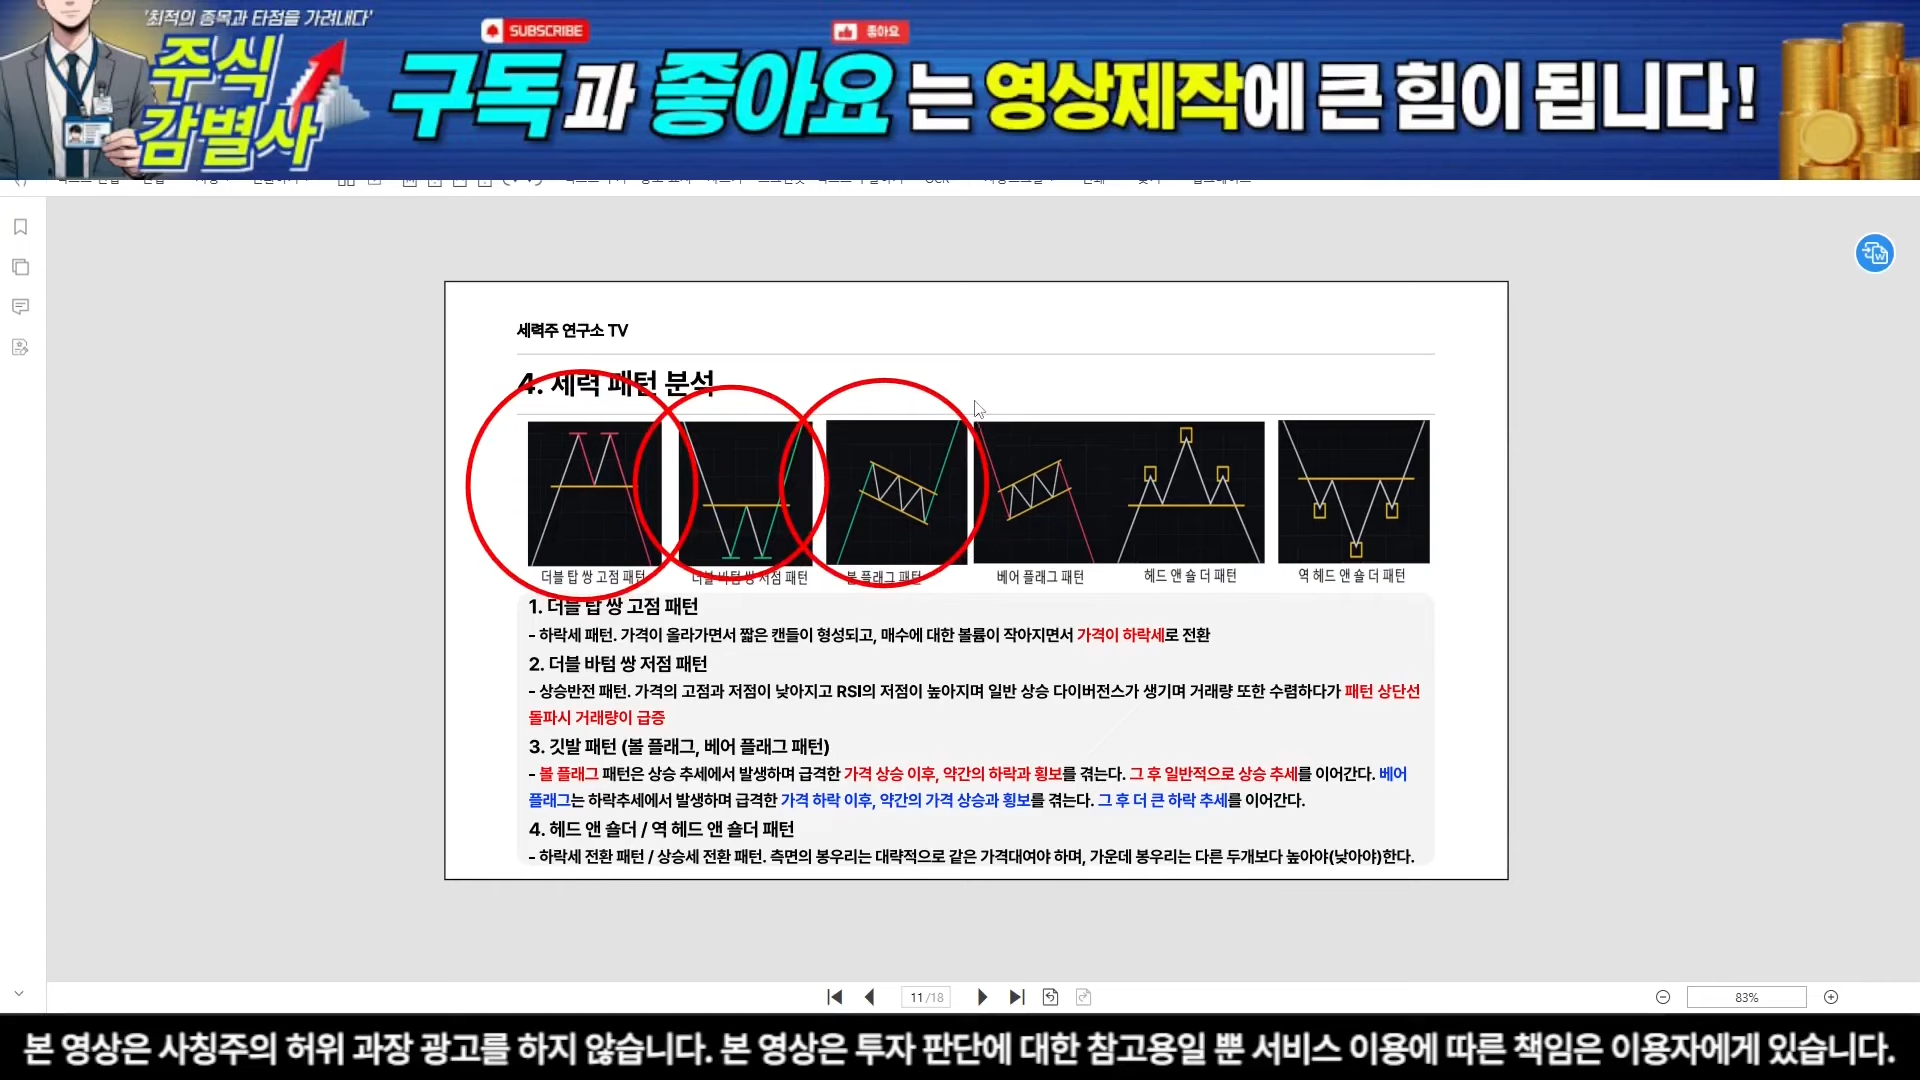 '최적의 종목과 타점을 가려내다'
주식
감별사
SUBSCRIBE
좋아요
구독과 좋아요는 영상제작에 큰 힘이 됩니다!
세력주 연구소 TV
4. 세력 패턴 분석
더블 탑 쌍 고점 패턴
더블 바텀 쌍 저점 패턴
볼 플래그 패턴
베어 플래그 패턴
헤드 앤 숄 더 패턴
역 헤드 앤 숄 더 패턴
1. 더블 탑 쌍 고점 패턴
- 하락세 패턴. 가격이 올라가면서 짧은 캔들이 형성되고, 매수에 대한 볼륨이 작아지면서 가격이 하락세로 전환
2. 더블 바텀 쌍 저점 패턴
- 상승반전 패턴. 가격의 고점과 저점이 낮아지고 RSI의 저점이 높아지며 일반 상승 다이버전스가 생기며 거래량 또한 수렴하다가 패턴 상단선
돌파시 거래량이 급증
3. 깃발 패턴 (볼 플래그, 베어 플래그 패턴)
- 볼 플래그 패턴은 상승 추세에서 발생하며 급격한 가격 상승 이후, 약간의 하락과 횡보를 겪는다. 그 후 일반적으로 상승 추세를 이어간다. 베어
플래그는 하락추세에서 발생하며 급격한 가격 하락 이후, 약간의 가격 상승과 횡보를 겪는다. 그 후 더 큰 하락 추세를 이어간다.
4. 헤드 앤 숄더 / 역 헤드 앤 숄더 패턴
- 하락세 전환 패턴 / 상승세 전환 패턴. 측면의 봉우리는 대략적으로 같은 가격대여야 하며, 가운데 봉우리는 다른 두개보다 높아야(낮아야)한다.
11 /18
83%
본 영상은 사칭주의 허위 과장 광고를 하지 않습니다. 본 영상은 투자 판단에 대한 참고용일 뿐 서비스 이용에 따른 책임은 이용자에게 있습니다.